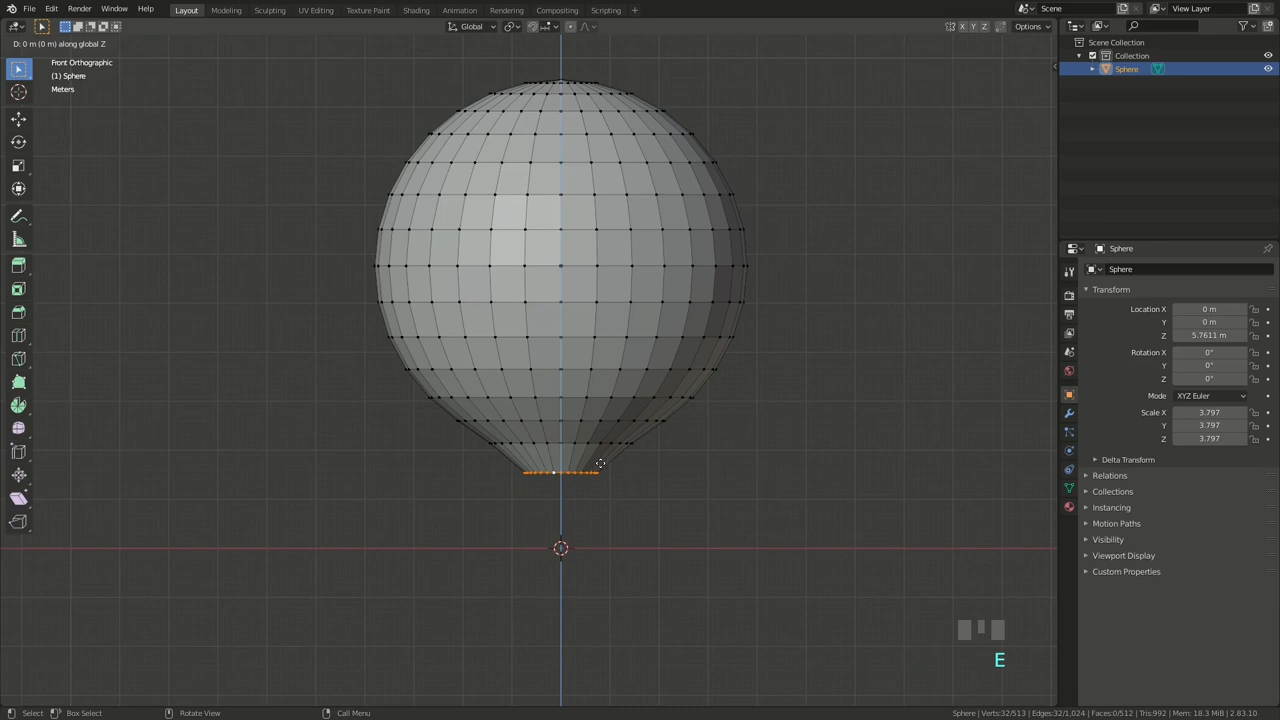 File Edit Render Window Help
Layout Modeling Sculpting UV Editing Texture Paint Shading Animation Rendering Compositing Scripting +
Scene
View Layer
Global
X Y Z
Options
D: 0 m (0 m) along global Z
Front Orthographic
(1) Sphere
Meters
Scene Collection
Collection
Sphere
Sphere
Sphere
Transform
Location X 0 m
Y 0 m
Z 5.7611 m
Rotation X 0°
Y 0°
Z 0°
Mode XYZ Euler
Scale X 3.797
Y 3.797
Z 3.797
Delta Transform
Relations
Collections
Instancing
Motion Paths
Visibility
Viewport Display
Custom Properties
E
Select
Box Select
Rotate View
Call Menu
Sphere | Verts:32/513 | Edges:32/1,024 | Faces:0/512 | Tris:992 | Mem: 18.3 MiB | 2.83.10